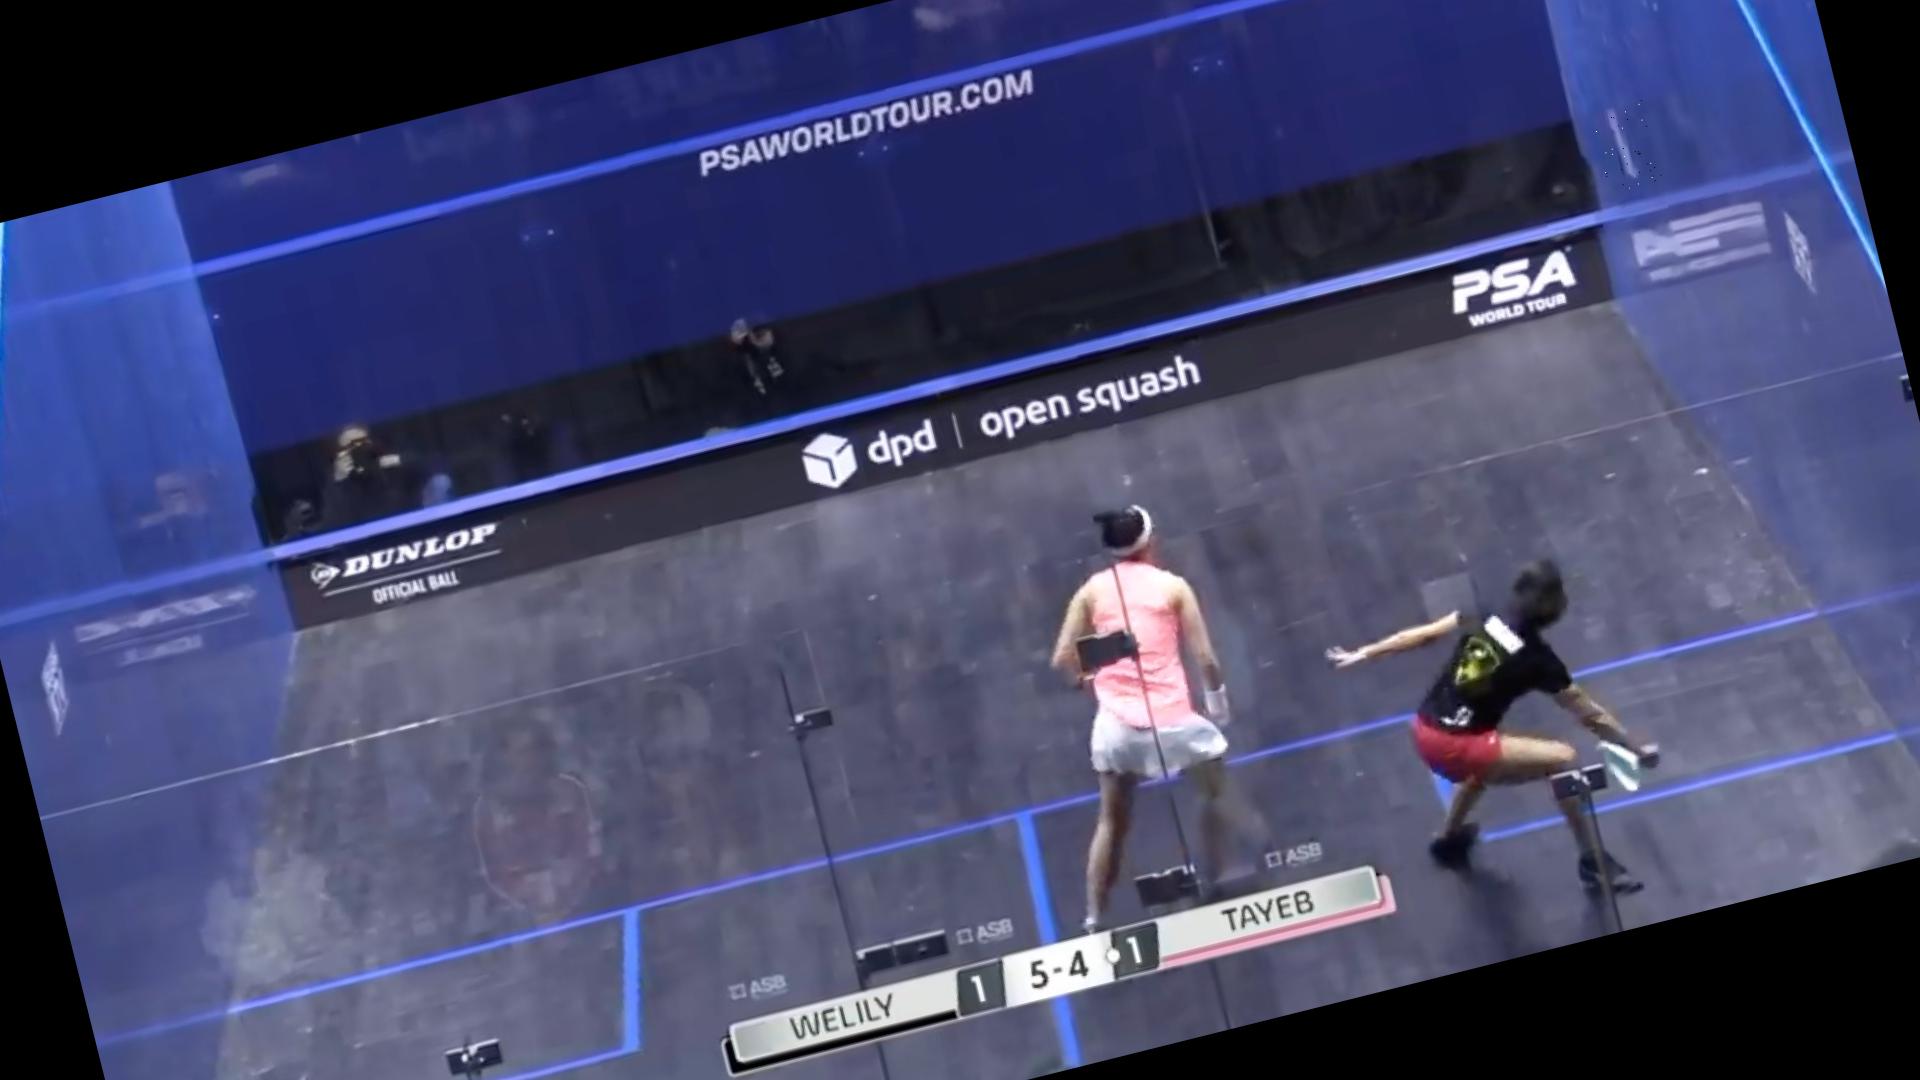 PSAWORLDTOUR.COM
PSA
WORLD TOUR
dpd | open squash
DUNLOP
OFFICIAL BALL
ASB
ASB
ASB
WELILY 1 5-4 1 TAYEB